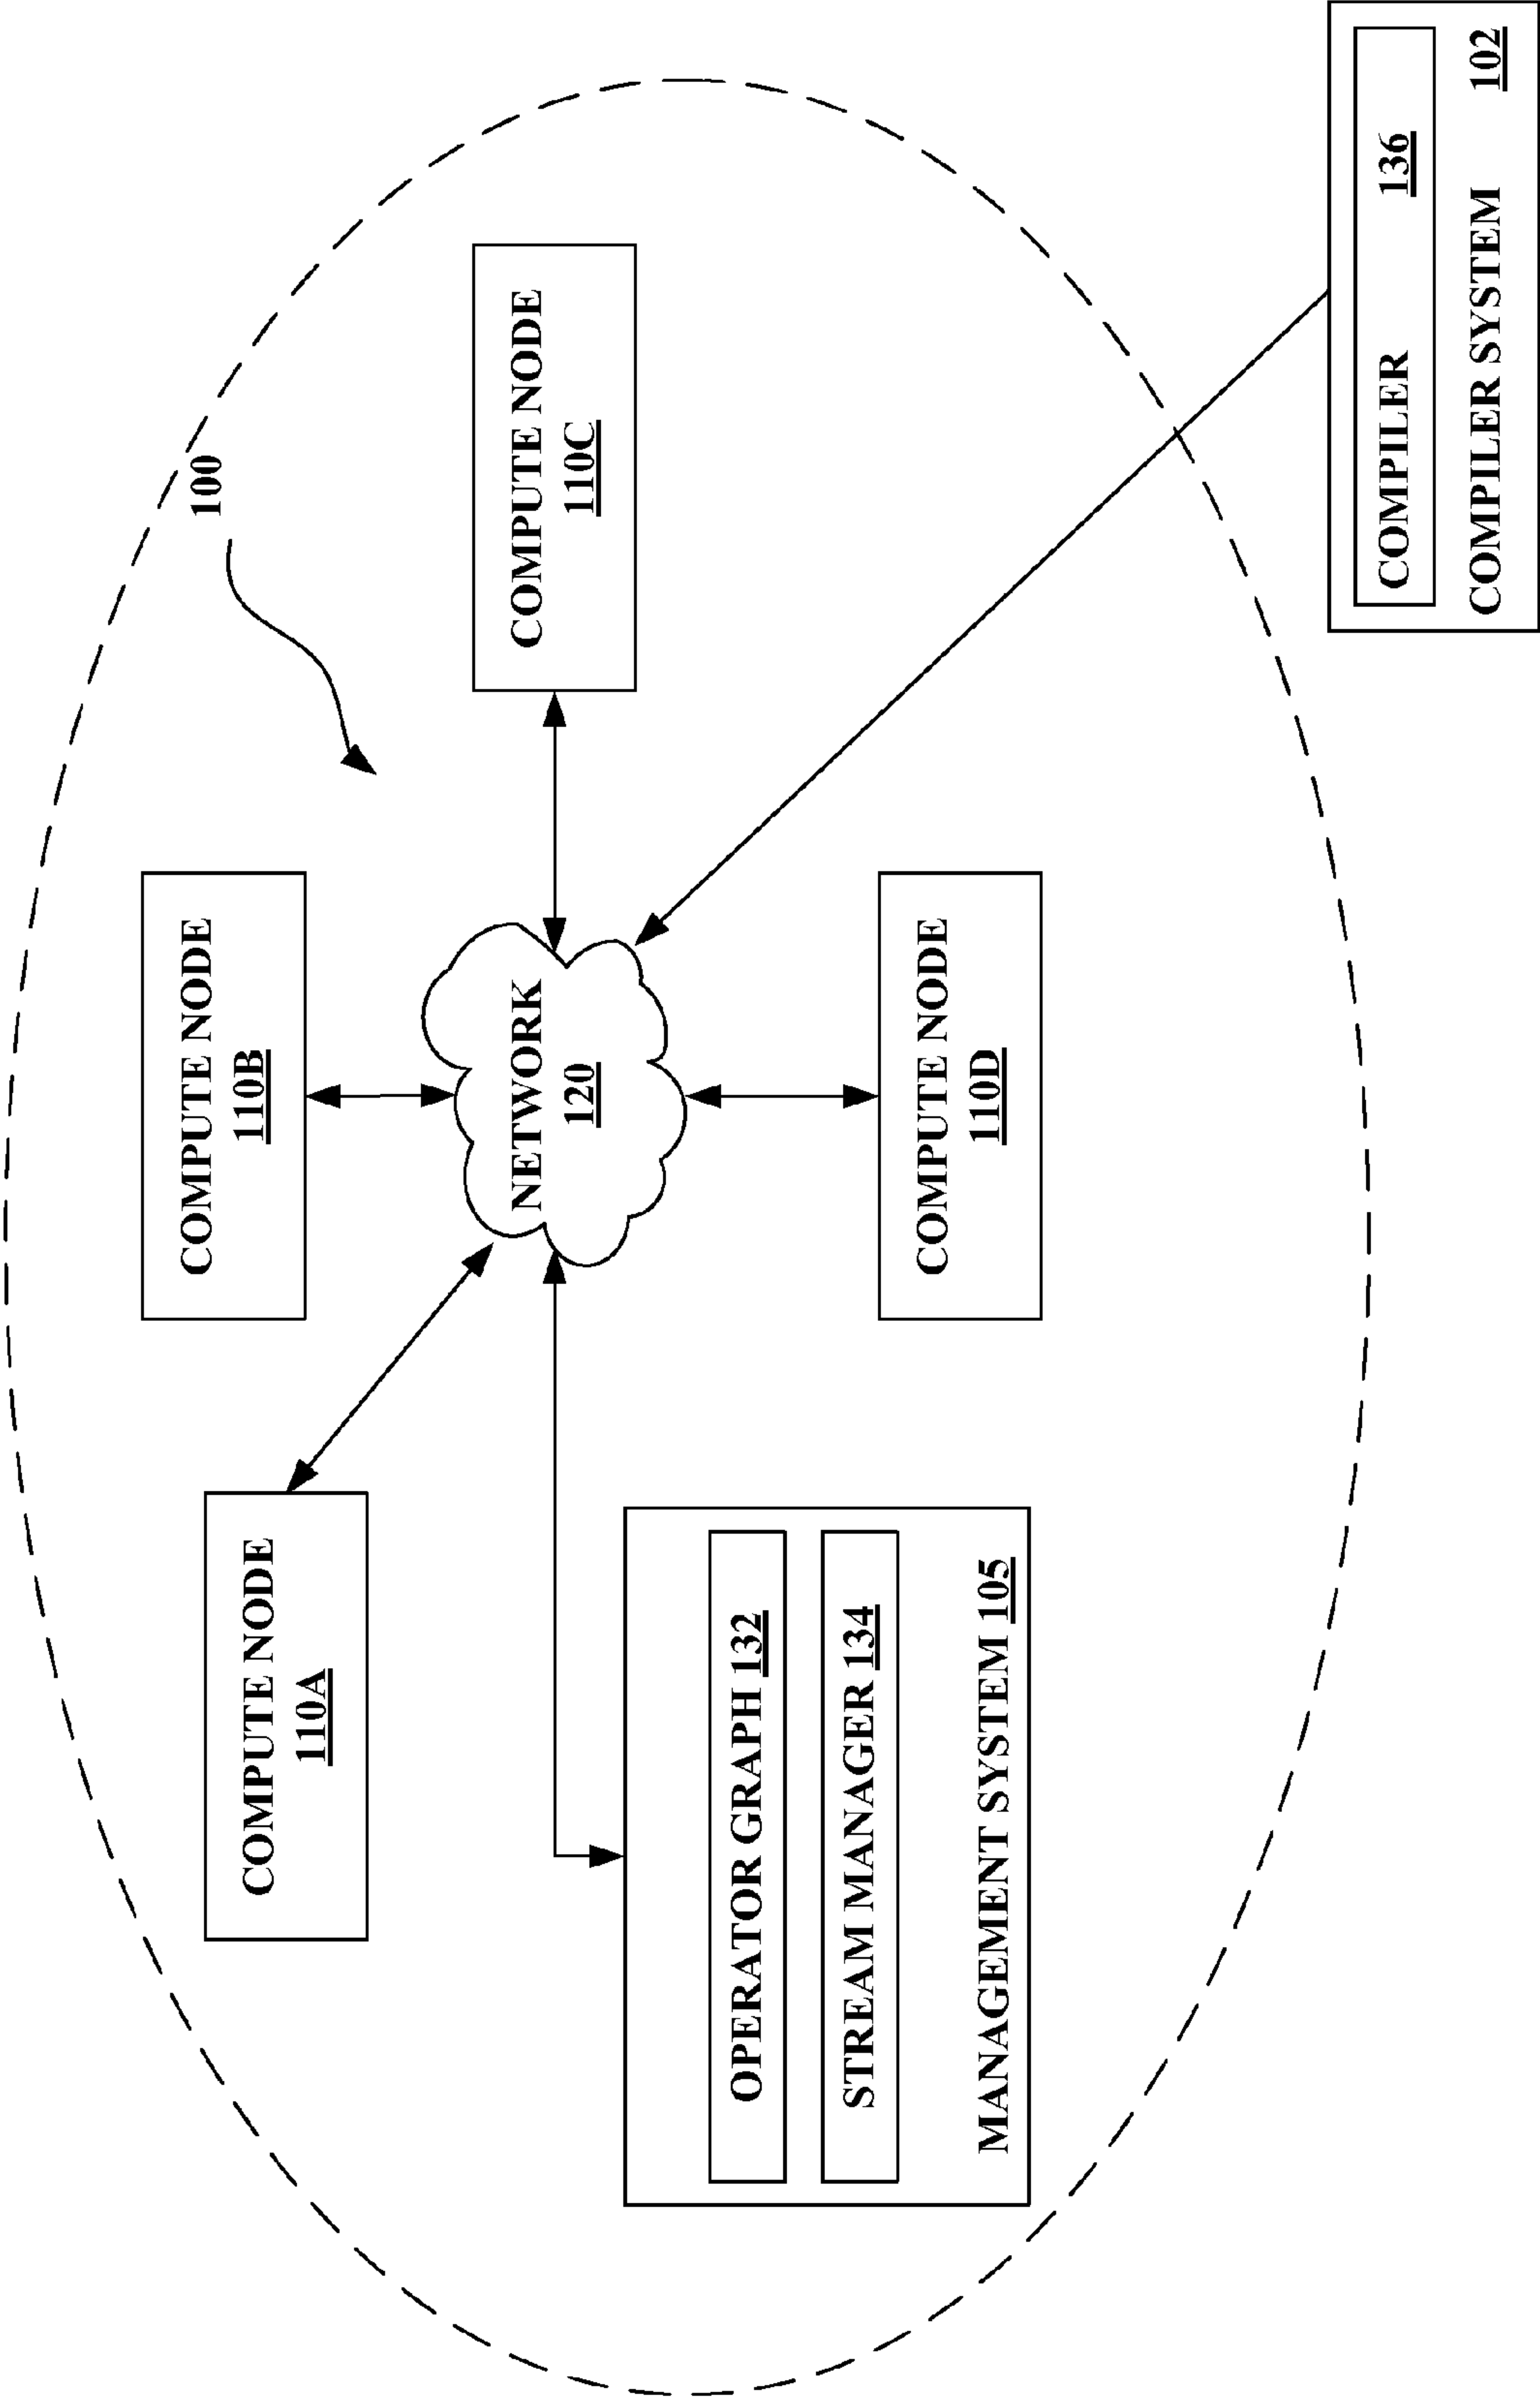 100
COMPUTE NODE
110B
COMPUTE NODE
110A
COMPUTE NODE
110C
NETWORK
120
OPERATOR GRAPH 132
STREAM MANAGER 134
MANAGEMENT SYSTEM 105
COMPUTE NODE
110D
COMPILER 136
COMPILER SYSTEM 102